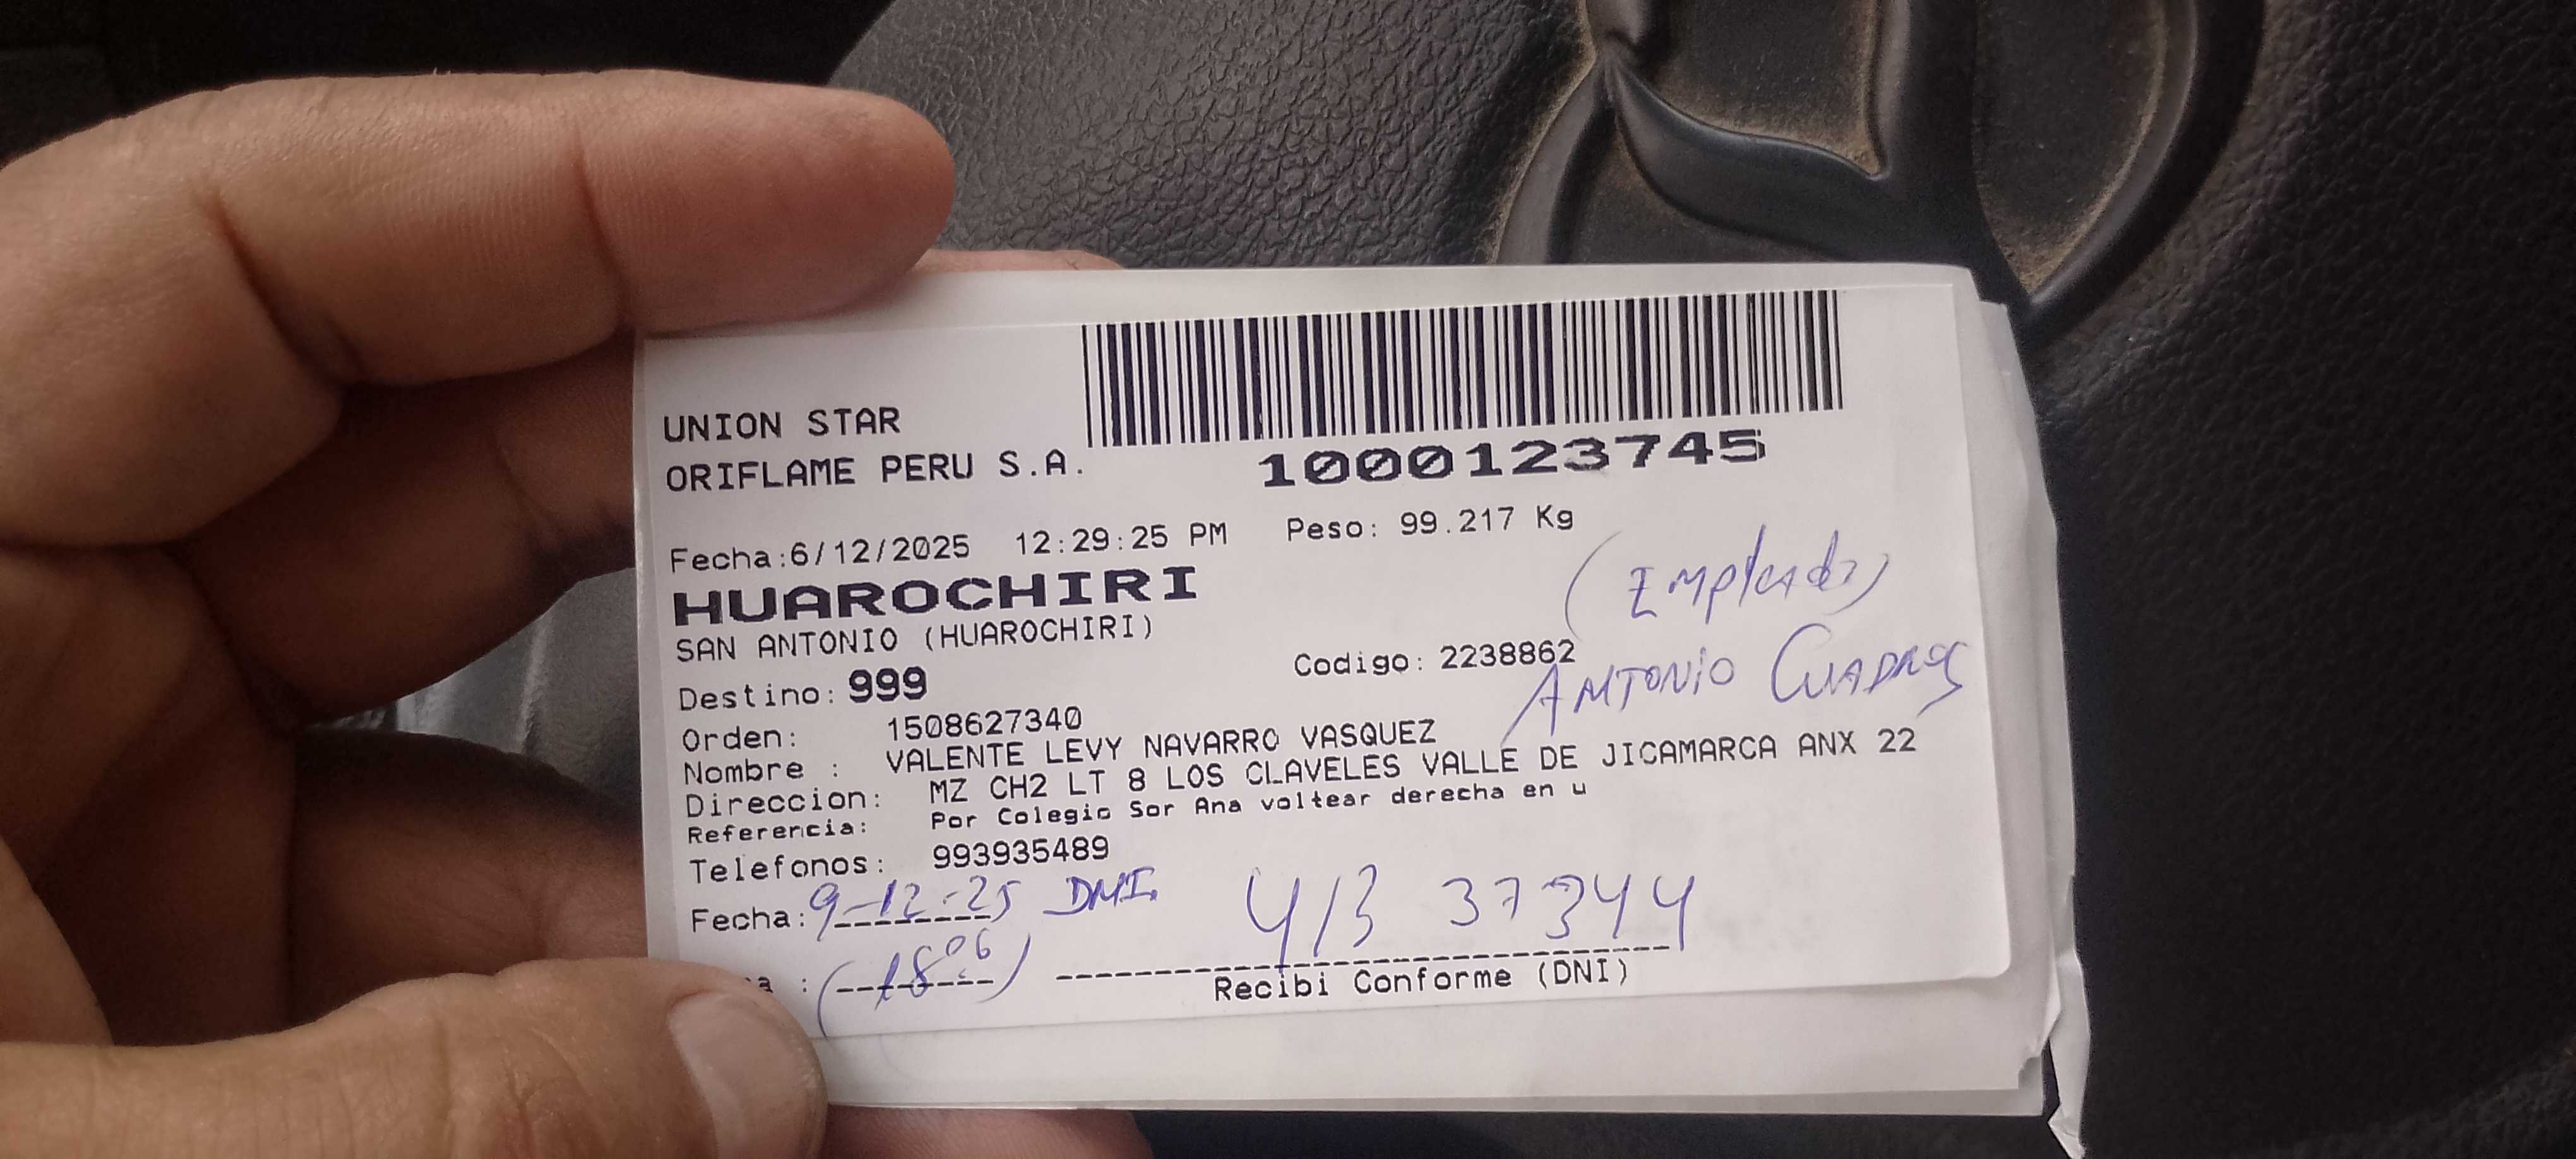 UNION STAR
ORIFLAME PERU S.A.
1000123745
Fecha:6/12/2025 12:29:25 PM Peso: 99.217 Kg
HUAROCHIRI
(Empleado)
SAN ANTONIO (HUAROCHIRI)
Codigo: 2238862
ANTONIO CUADROS
Destino: 999
Orden: 1508627340
Nombre : VALENTE LEVY NAVARRO VASQUEZ
Direccion: MZ CH2 LT 8 LOS CLAVELES VALLE DE JICAMARCA ANX 22
Referencia: Por Colegio Sor Ana voltear derecha en u
Telefonos: 993935489
Fecha: 9-12-25 DNI. 413 37344
a : (18:06)
Recibi Conforme (DNI)